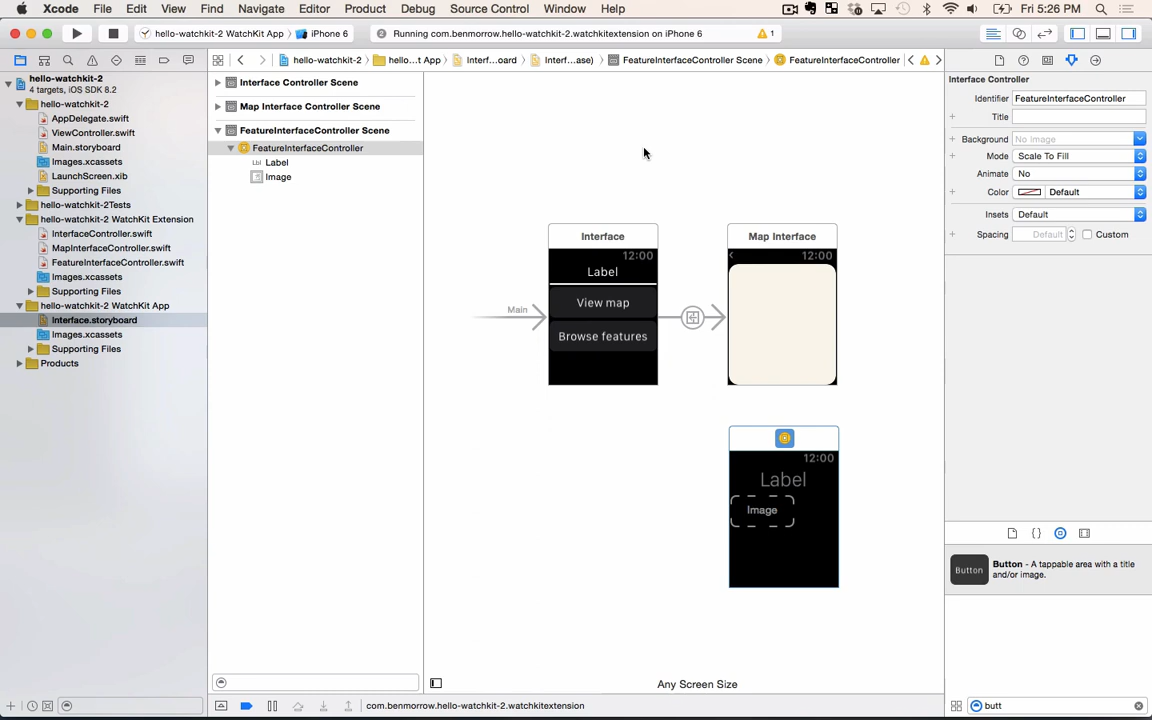 Xcode File Edit View Find Navigate Editor Product Debug Source Control Window Help Fri 5:26 PM
hello-watchkit-2 WatchKit App iPhone 6 Running com.benmorrow.hello-watchkit-2.watchkitextension on iPhone 6 1
hello-watchkit-2 hello...t App Interf...oard Interf...ase) FeatureInterfaceController Scene FeatureInterfaceController
hello-watchkit-2
4 targets, iOS SDK 8.2
hello-watchkit-2
AppDelegate.swift
ViewController.swift
Main.storyboard
Images.xcassets
LaunchScreen.xib
Supporting Files
hello-watchkit-2Tests
hello-watchkit-2 WatchKit Extension
InterfaceController.swift
MapInterfaceController.swift
FeatureInterfaceController.swift
Images.xcassets
Supporting Files
hello-watchkit-2 WatchKit App
Interface.storyboard
Images.xcassets
Supporting Files
Products
Interface Controller Scene
Map Interface Controller Scene
FeatureInterfaceController Scene
FeatureInterfaceController
Label
Image
Interface
12:00
Label
View map
Browse features
Main
Map Interface
12:00
12:00
Label
Image
Any Screen Size
com.benmorrow.hello-watchkit-2.watchkitextension
Interface Controller
Identifier FeatureInterfaceController
Title
Background No Image
Mode Scale To Fill
Animate No
Color Default
Insets Default
Spacing Default Custom
Button
Button - A tappable area with a title
and/or image.
butt